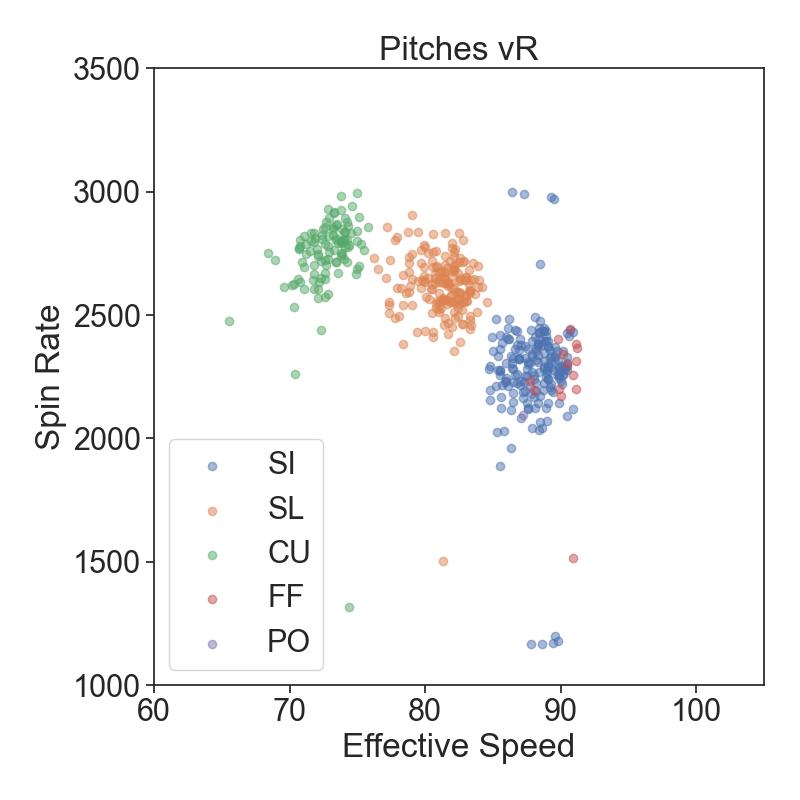 Pitches vR
3500
3000
2500
2000
1500
1000
Spin Rate
SI
SL
CU
FF
PO
60 70 80 90 100
Effective Speed